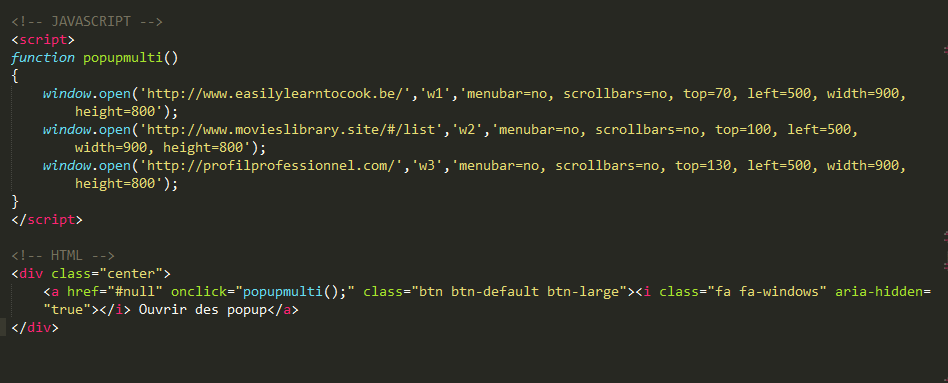 <!-- JAVASCRIPT -->
<script>
function popupmulti()
{
window.open('http://www.easilylearntocook.be/','w1','menubar=no, scrollbars=no, top=70, left=500, width=900,
height=800');
window.open('http://www.movieslibrary.site/#/list','w2','menubar=no, scrollbars=no, top=100, left=500,
width=900, height=800');
window.open('http://profilprofessionnel.com/','w3','menubar=no, scrollbars=no, top=130, left=500, width=900,
height=800');
}
</script>
<!-- HTML -->
<div class="center">
<a href="#null" onclick="popupmulti();" class="btn btn-default btn-large"><i class="fa fa-windows" aria-hidden=
"true"></i> Ouvrir des popup</a>
</div>